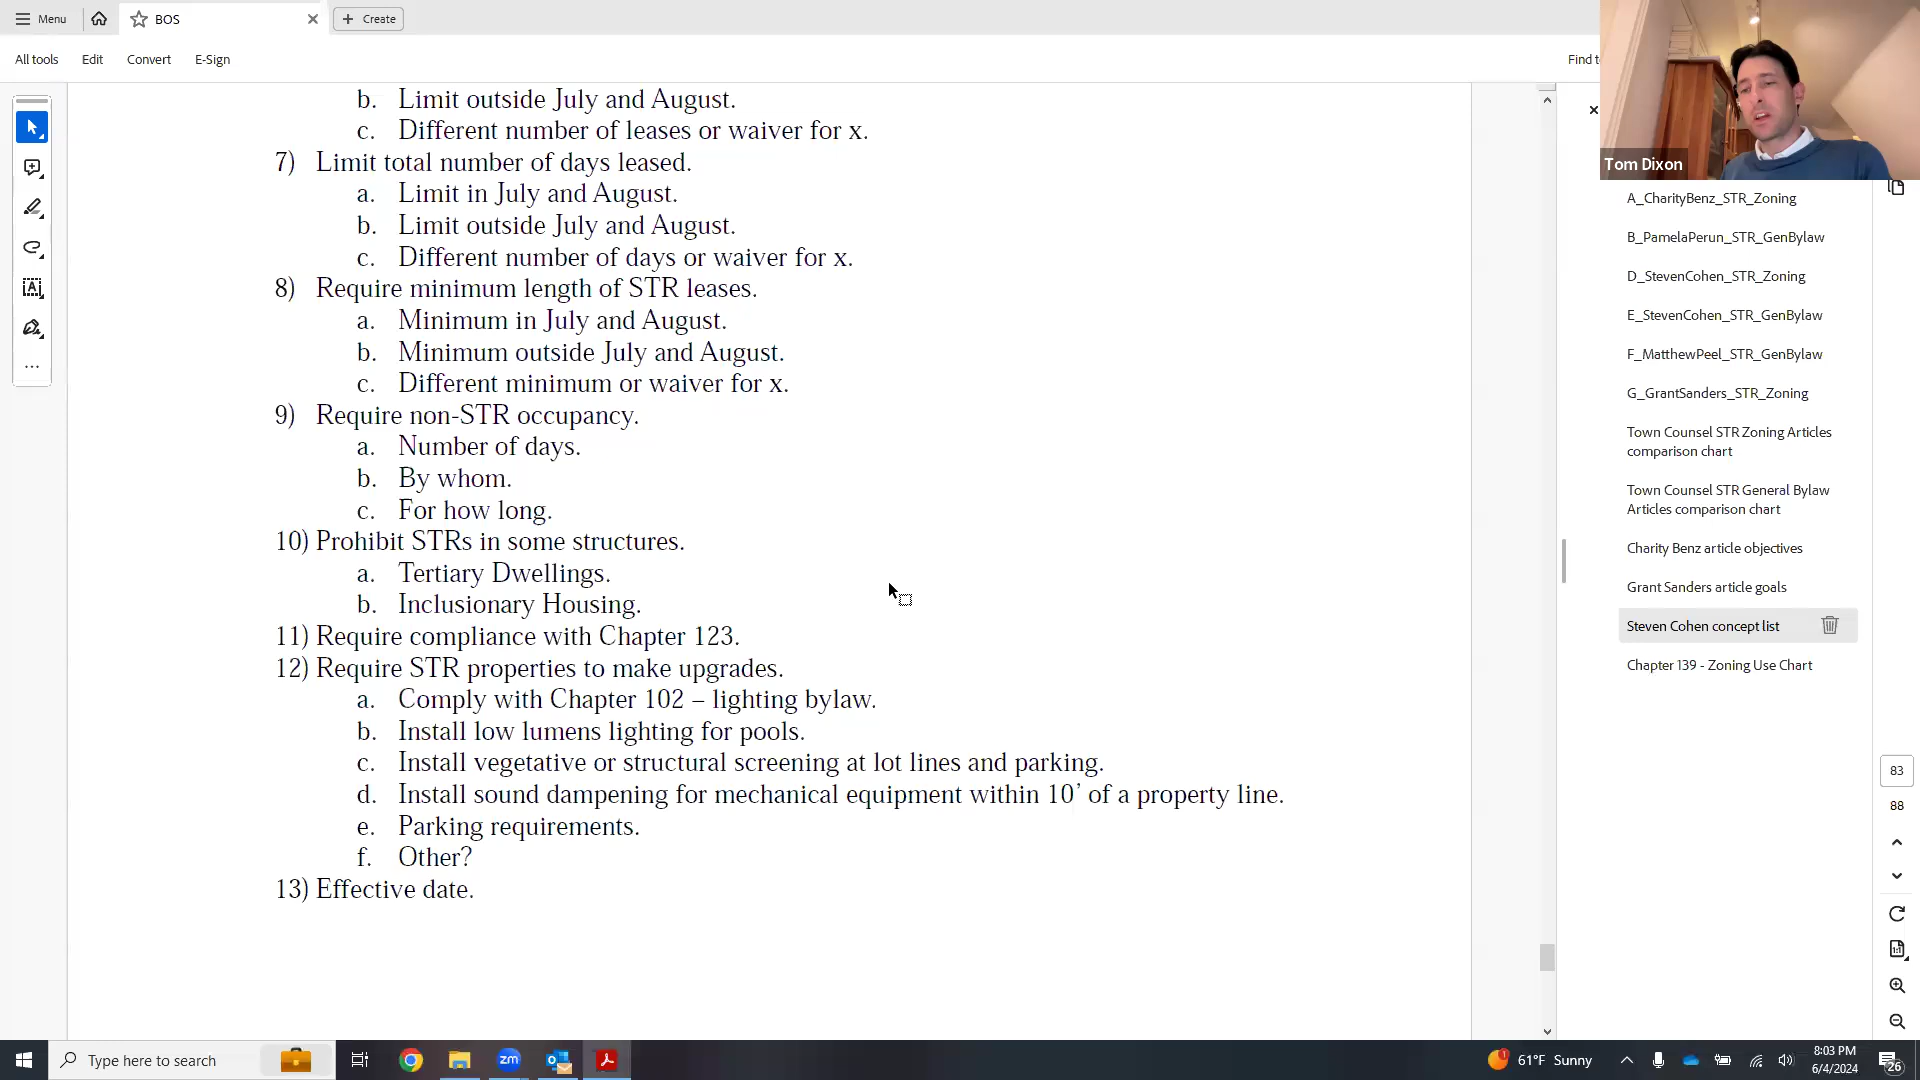 Menu
BOS
Create
All tools
Edit
Convert
E-Sign
Find t
Tom Dixon
b. Limit outside July and August.
c. Different number of leases or waiver for x.
7) Limit total number of days leased.
a. Limit in July and August.
b. Limit outside July and August.
c. Different number of days or waiver for x.
8) Require minimum length of STR leases.
a. Minimum in July and August.
b. Minimum outside July and August.
c. Different minimum or waiver for x.
9) Require non-STR occupancy.
a. Number of days.
b. By whom.
c. For how long.
10) Prohibit STRs in some structures.
a. Tertiary Dwellings.
b. Inclusionary Housing.
11) Require compliance with Chapter 123.
12) Require STR properties to make upgrades.
a. Comply with Chapter 102 – lighting bylaw.
b. Install low lumens lighting for pools.
c. Install vegetative or structural screening at lot lines and parking.
d. Install sound dampening for mechanical equipment within 10’ of a property line.
e. Parking requirements.
f. Other?
13) Effective date.
A_CharityBenz_STR_Zoning
B_PamelaPerun_STR_GenBylaw
D_StevenCohen_STR_Zoning
E_StevenCohen_STR_GenBylaw
F_MatthewPeel_STR_GenBylaw
G_GrantSanders_STR_Zoning
Town Counsel STR Zoning Articles
comparison chart
Town Counsel STR General Bylaw
Articles comparison chart
Charity Benz article objectives
Grant Sanders article goals
Steven Cohen concept list
Chapter 139 - Zoning Use Chart
83
88
Type here to search
zm
1
61°F Sunny
8:03 PM
6/4/2024
26